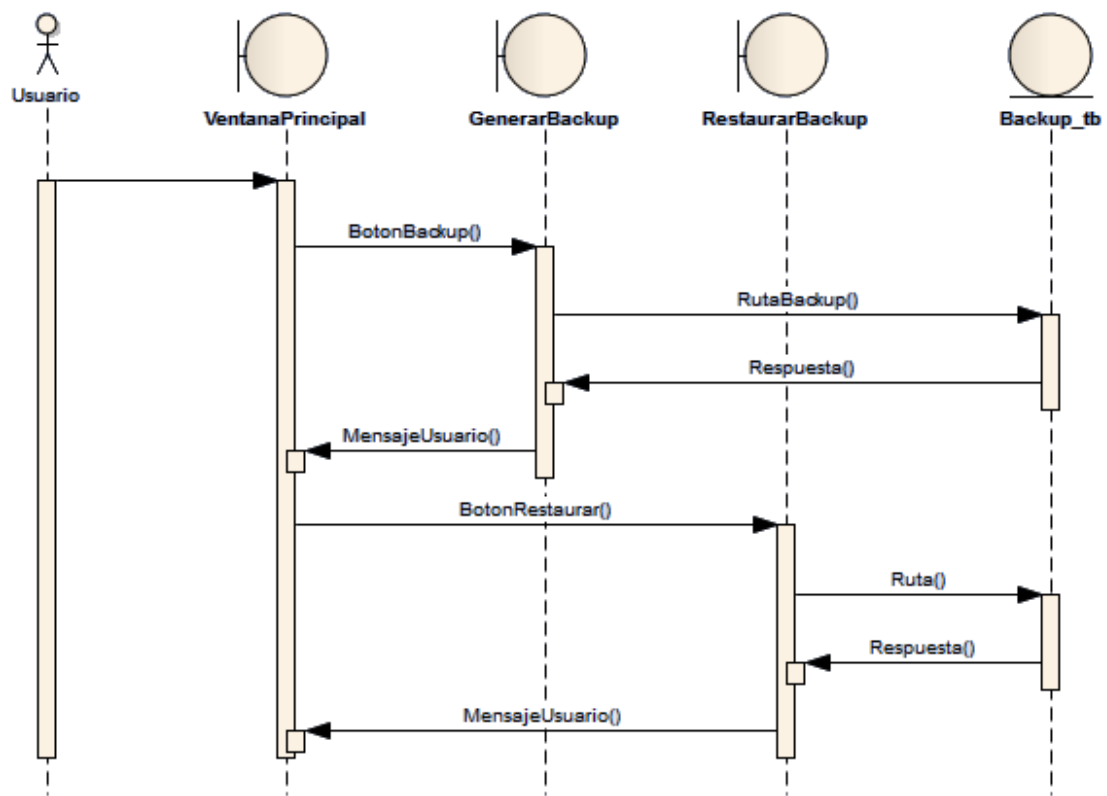 Usuario
VentanaPrincipal
GenerarBackup
RestaurarBackup
Backup_tb
BotonBackup()
RutaBackup()
Respuesta()
MensajeUsuario()
BotonRestaurar()
Ruta()
Respuesta()
MensajeUsuario()